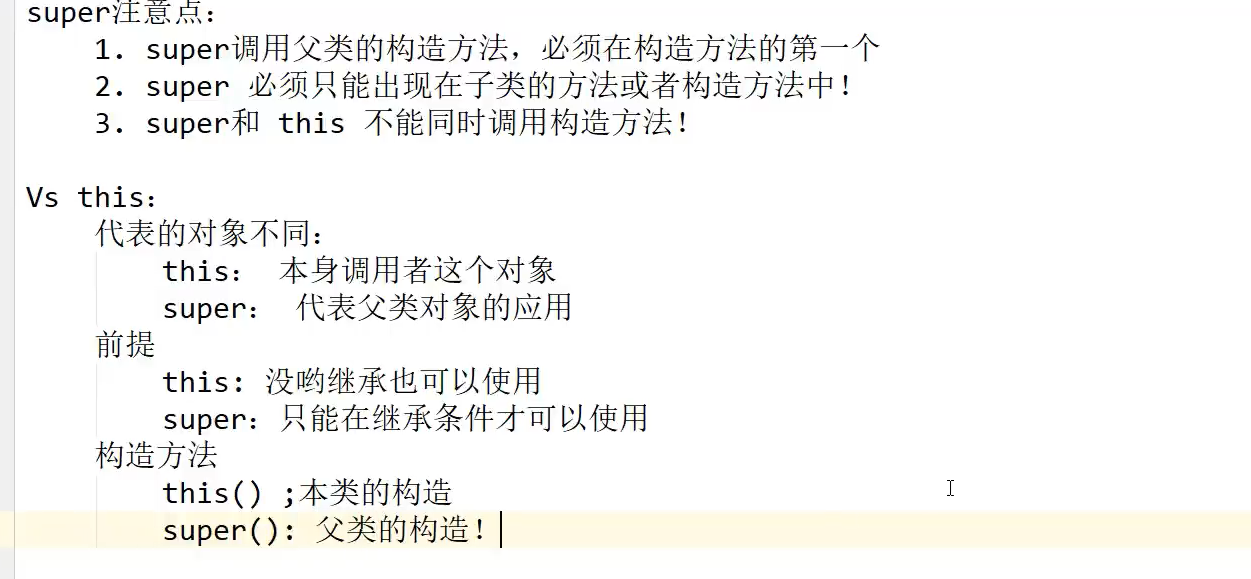 super注意点：
1. super调用父类的构造方法，必须在构造方法的第一个
2. super 必须只能出现在子类的方法或者构造方法中！
3. super和 this 不能同时调用构造方法！
Vs this：
代表的对象不同：
this： 本身调用者这个对象
super： 代表父类对象的应用
前提
this：没哟继承也可以使用
super：只能在继承条件才可以使用
构造方法
this() ;本类的构造
super()：父类的构造！